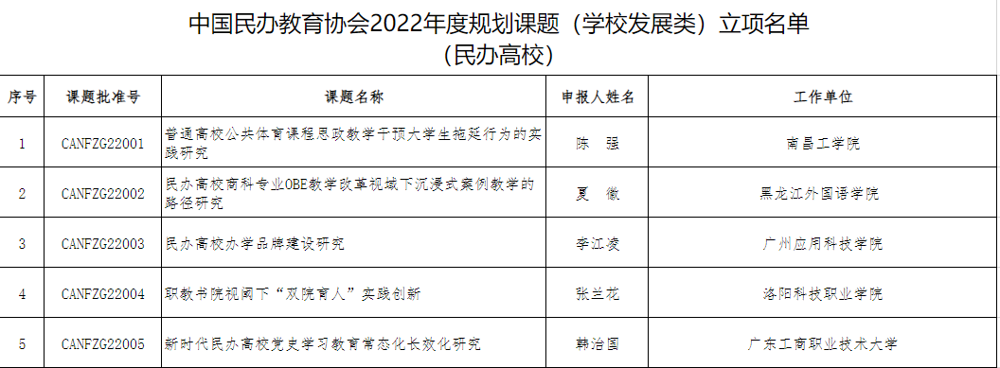 中国民办教育协会2022年度规划课题（学校发展类）立项名单
（民办高校）
序号 课题批准号 课题名称 申报人姓名 工作单位
1 CANFZG22001 普通高校公共体育课程思政教学干预大学生拖延行为的实
践研究 陈 强 南昌工学院
2 CANFZG22002 民办高校商科专业OBE教学改革视域下沉浸式案例教学的
路径研究 夏 徽 黑龙江外国语学院
3 CANFZG22003 民办高校办学品牌建设研究 李江凌 广州应用科技学院
4 CANFZG22004 职教书院视阈下“双院育人”实践创新 张兰花 洛阳科技职业学院
5 CANFZG22005 新时代民办高校党史学习教育常态化长效化研究 韩治国 广东工商职业技术大学